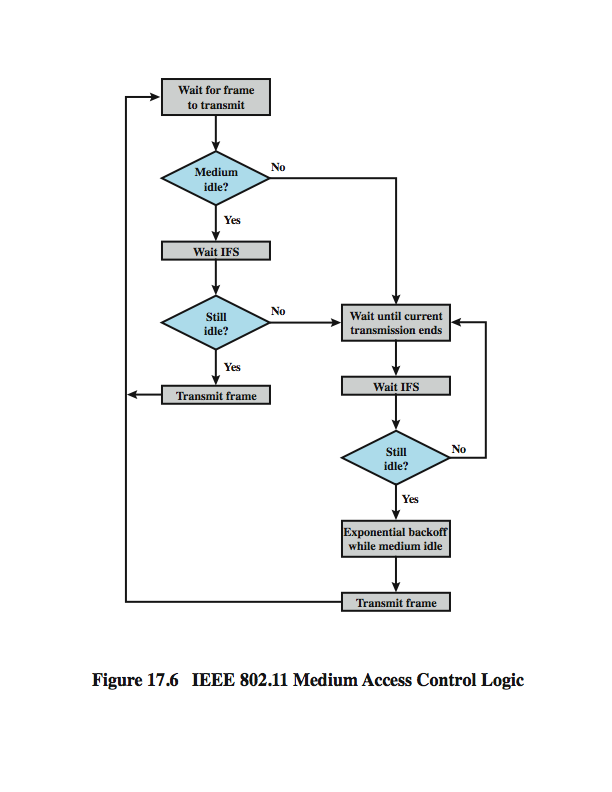 Wait for frame
to transmit
Medium
idle?
No
Yes
Wait IFS
Still
idle?
No
Wait until current
transmission ends
Yes
Transmit frame
Wait IFS
Still
idle?
No
Yes
Exponential backoff
while medium idle
Transmit frame
Figure 17.6 IEEE 802.11 Medium Access Control Logic